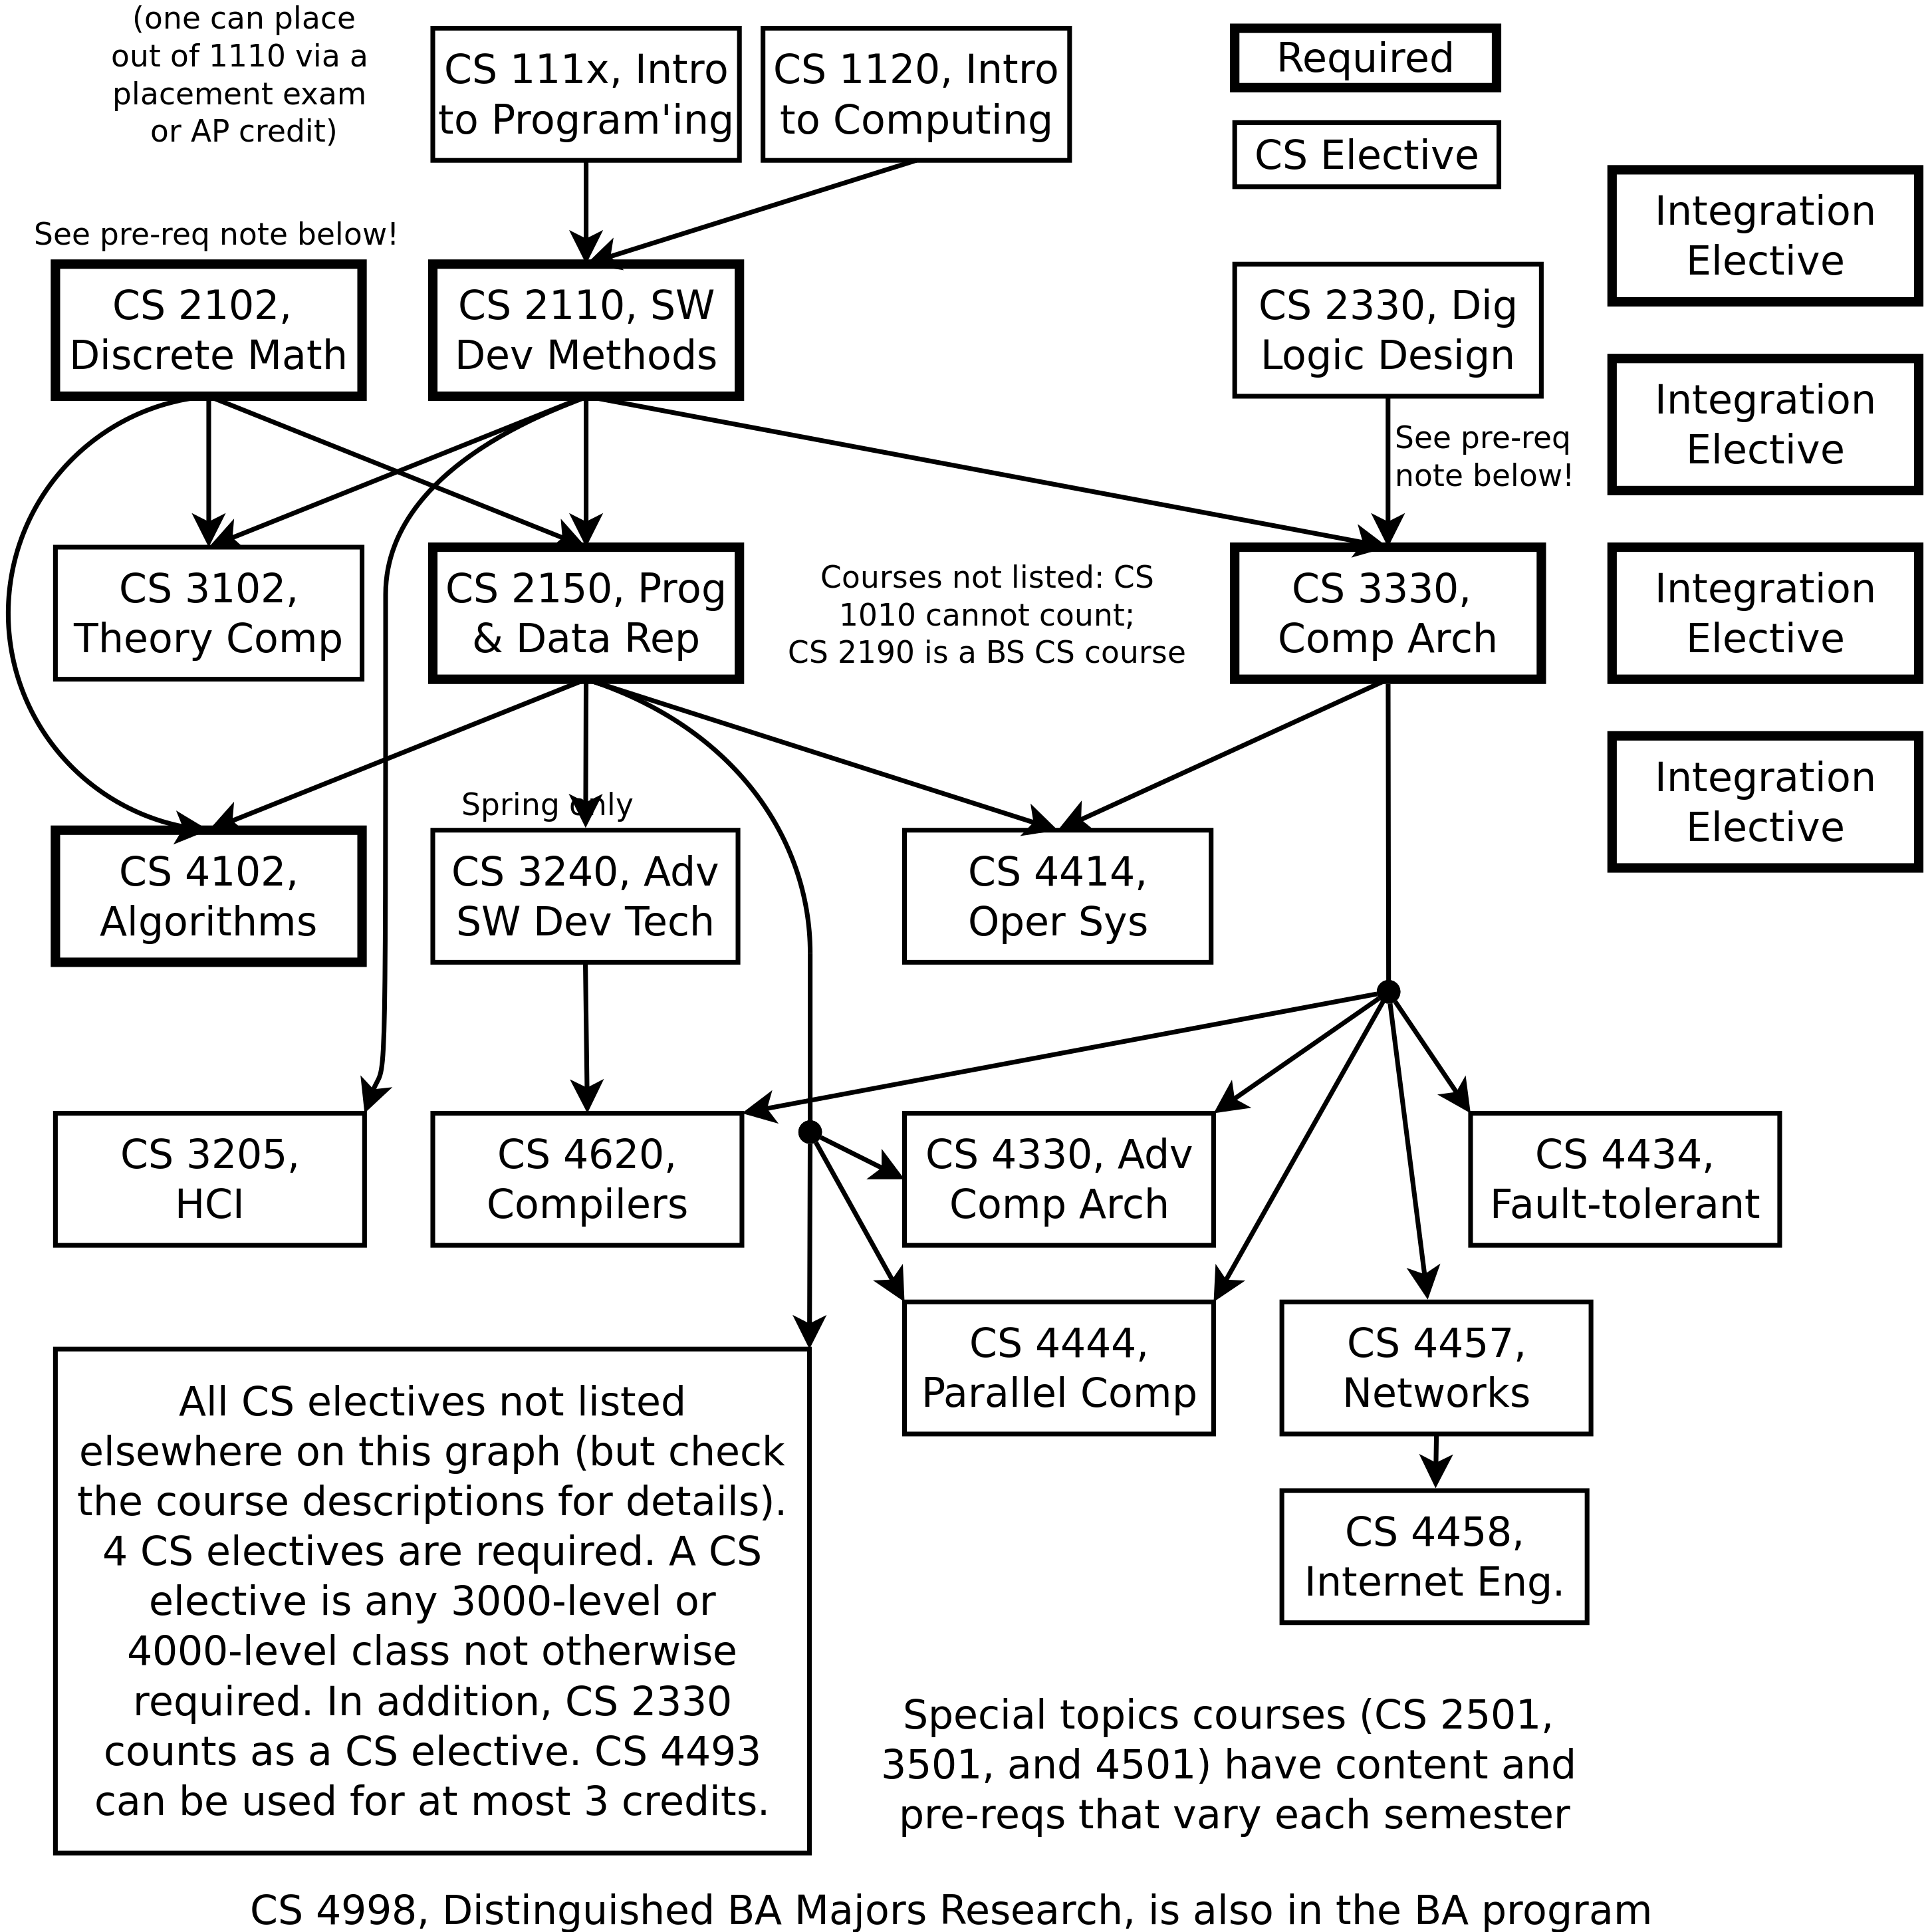 (one can place
out of 1110 via a
placement exam
or AP credit)
CS 111x, Intro
to Program'ing
CS 1120, Intro
to Computing
Required
CS Elective
Integration
Elective
See pre-req note below!
CS 2102,
Discrete Math
CS 2110, SW
Dev Methods
CS 2330, Dig
Logic Design
Integration
Elective
See pre-req
note below!
CS 3102,
Theory Comp
CS 2150, Prog
& Data Rep
Courses not listed: CS
1010 cannot count;
CS 2190 is a BS CS course
CS 3330,
Comp Arch
Integration
Elective
Integration
Elective
Spring only
CS 4102,
Algorithms
CS 3240, Adv
SW Dev Tech
CS 4414,
Oper Sys
CS 3205,
HCI
CS 4620,
Compilers
CS 4330, Adv
Comp Arch
CS 4434,
Fault-tolerant
CS 4444,
Parallel Comp
CS 4457,
Networks
All CS electives not listed
elsewhere on this graph (but check
the course descriptions for details).
4 CS electives are required. A CS
elective is any 3000-level or
4000-level class not otherwise
required. In addition, CS 2330
counts as a CS elective. CS 4493
can be used for at most 3 credits.
CS 4458,
Internet Eng.
Special topics courses (CS 2501,
3501, and 4501) have content and
pre-reqs that vary each semester
CS 4998, Distinguished BA Majors Research, is also in the BA program